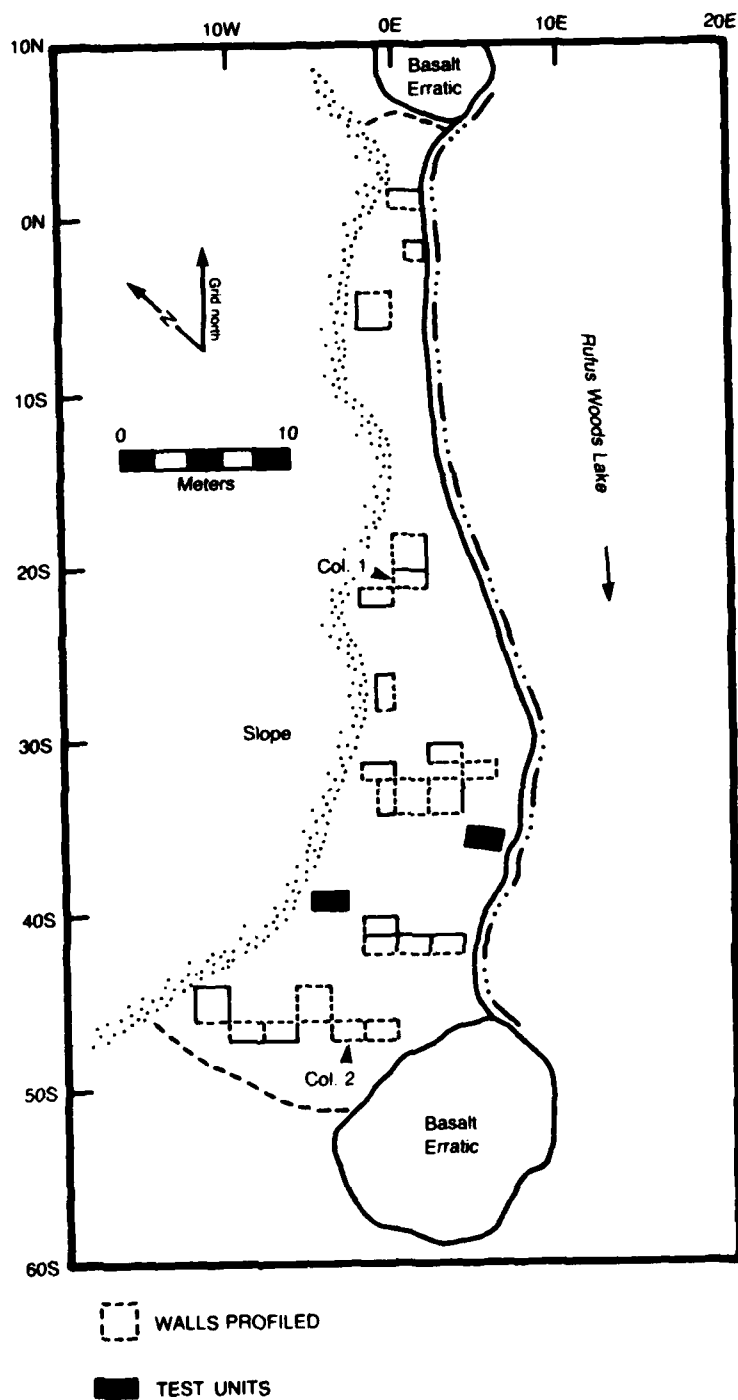 10W 0E 10E 20E
10N
Basalt
Erratic
0N
Grid north
N
10S
0 10
Meters
Rufus Woods Lake
20S
Col. 1
30S
Slope
40S
Col. 2
50S
Basalt
Erratic
60S
WALLS PROFILED
TEST UNITS